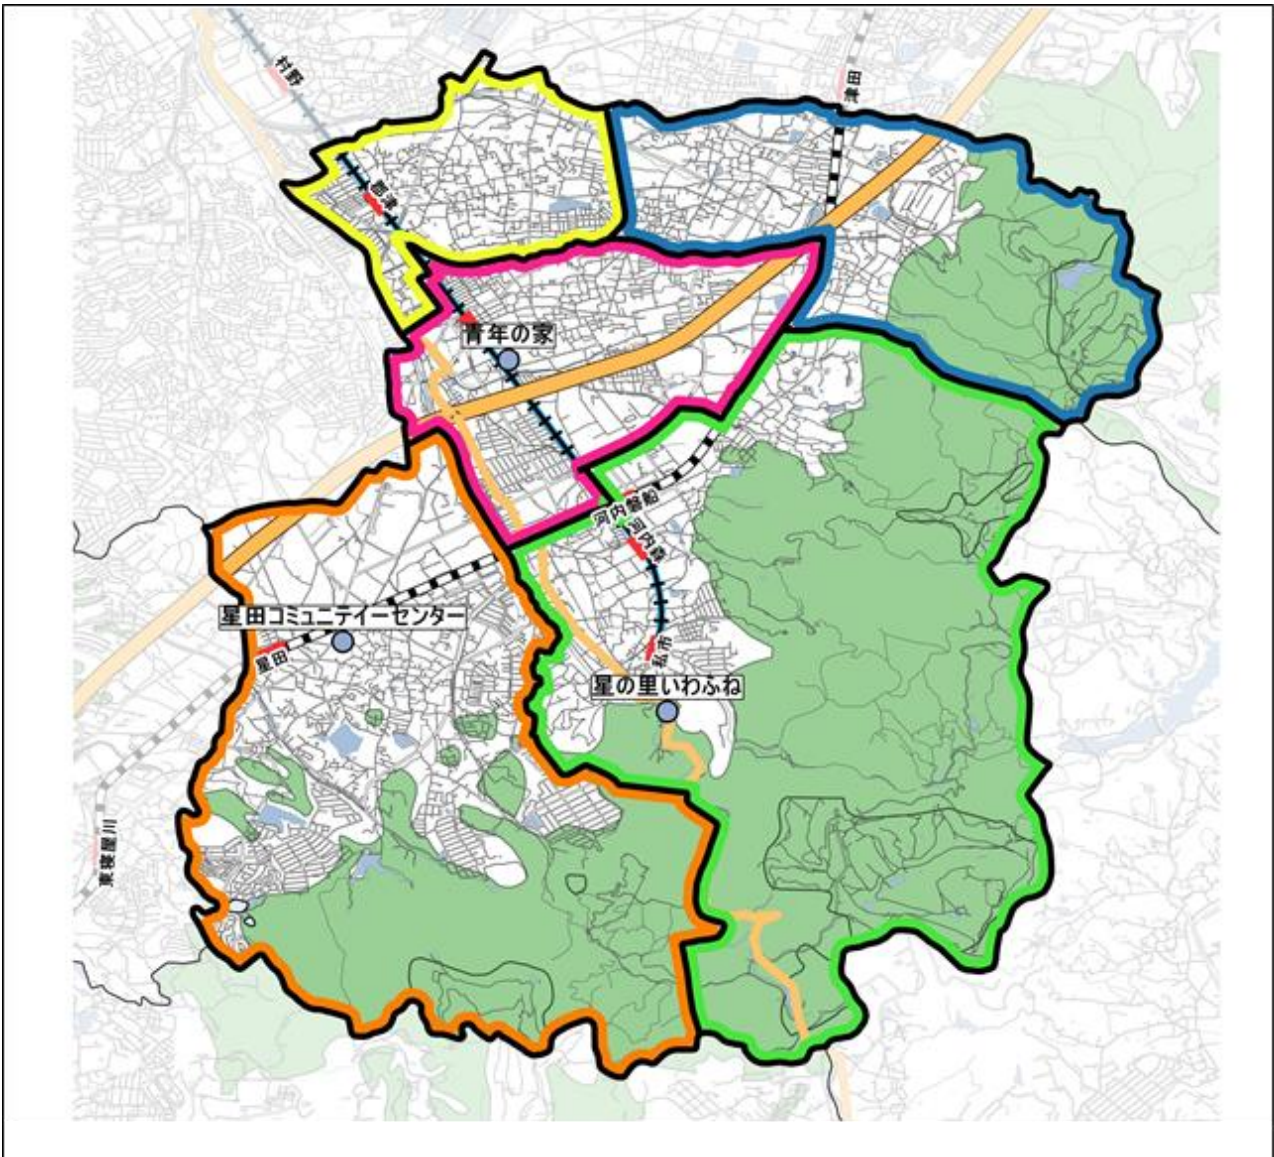 村野
津田
郡津
青年の家
河内磐船
河内森
星田コミュニテイーセンター
星田
私市
星の里いわふね
東寝屋川